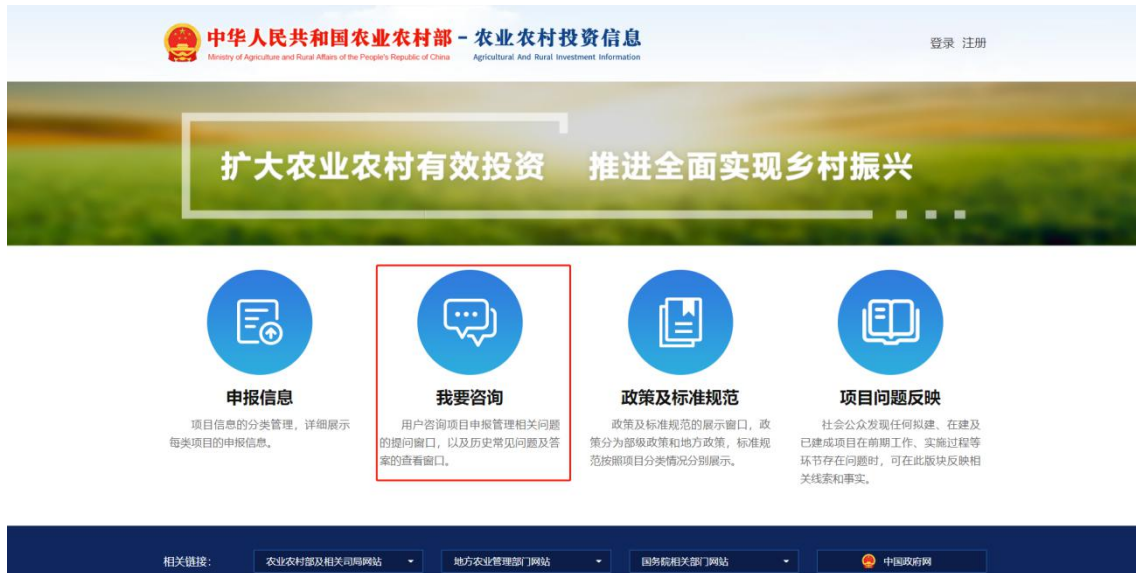 中华人民共和国农业农村部 - 农业农村投资信息
Ministry of Agriculture and Rural Affairs of the People's Republic of China Agricultural And Rural Investment Information
登录 注册
扩大农业农村有效投资 推进全面实现乡村振兴
申报信息
项目信息的分类管理，详细展示
每类项目的申报信息。
我要咨询
用户咨询项目申报管理相关问题
的提问窗口，以及历史常见问题及答
案的查看窗口。
政策及标准规范
政策及标准规范的展示窗口，政
策分为部级政策和地方政策，标准规
范按照项目分类情况分别展示。
项目问题反映
社会公众发现任何拟建、在建及
已建成项目在前期工作、实施过程等
环节存在问题时，可在此版块反映相
关线索和事实。
相关链接： 农业农村部及相关司局网站 地方农业管理部门网站 国务院相关部门网站 中国政府网